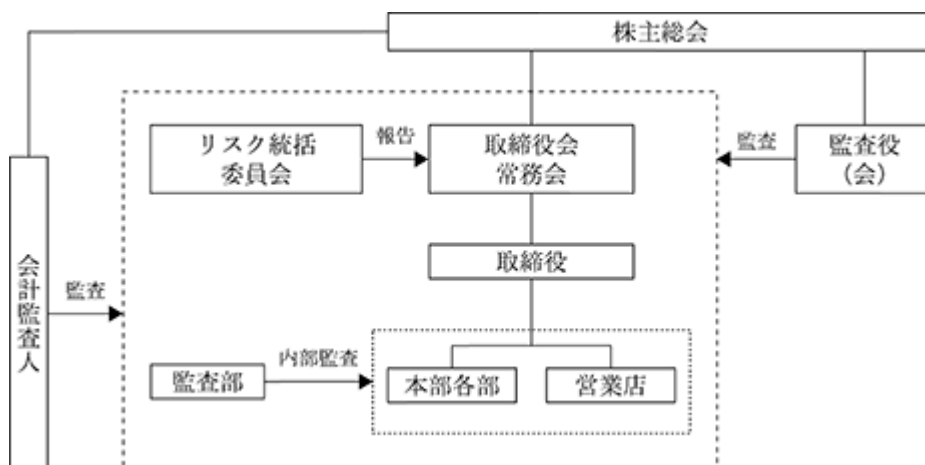 株主総会
リスク統括
委員会
報告
取締役会
常務会
監査
監査役
（会）
取締役
会計監査人
監査
監査部
内部監査
本部各部
営業店